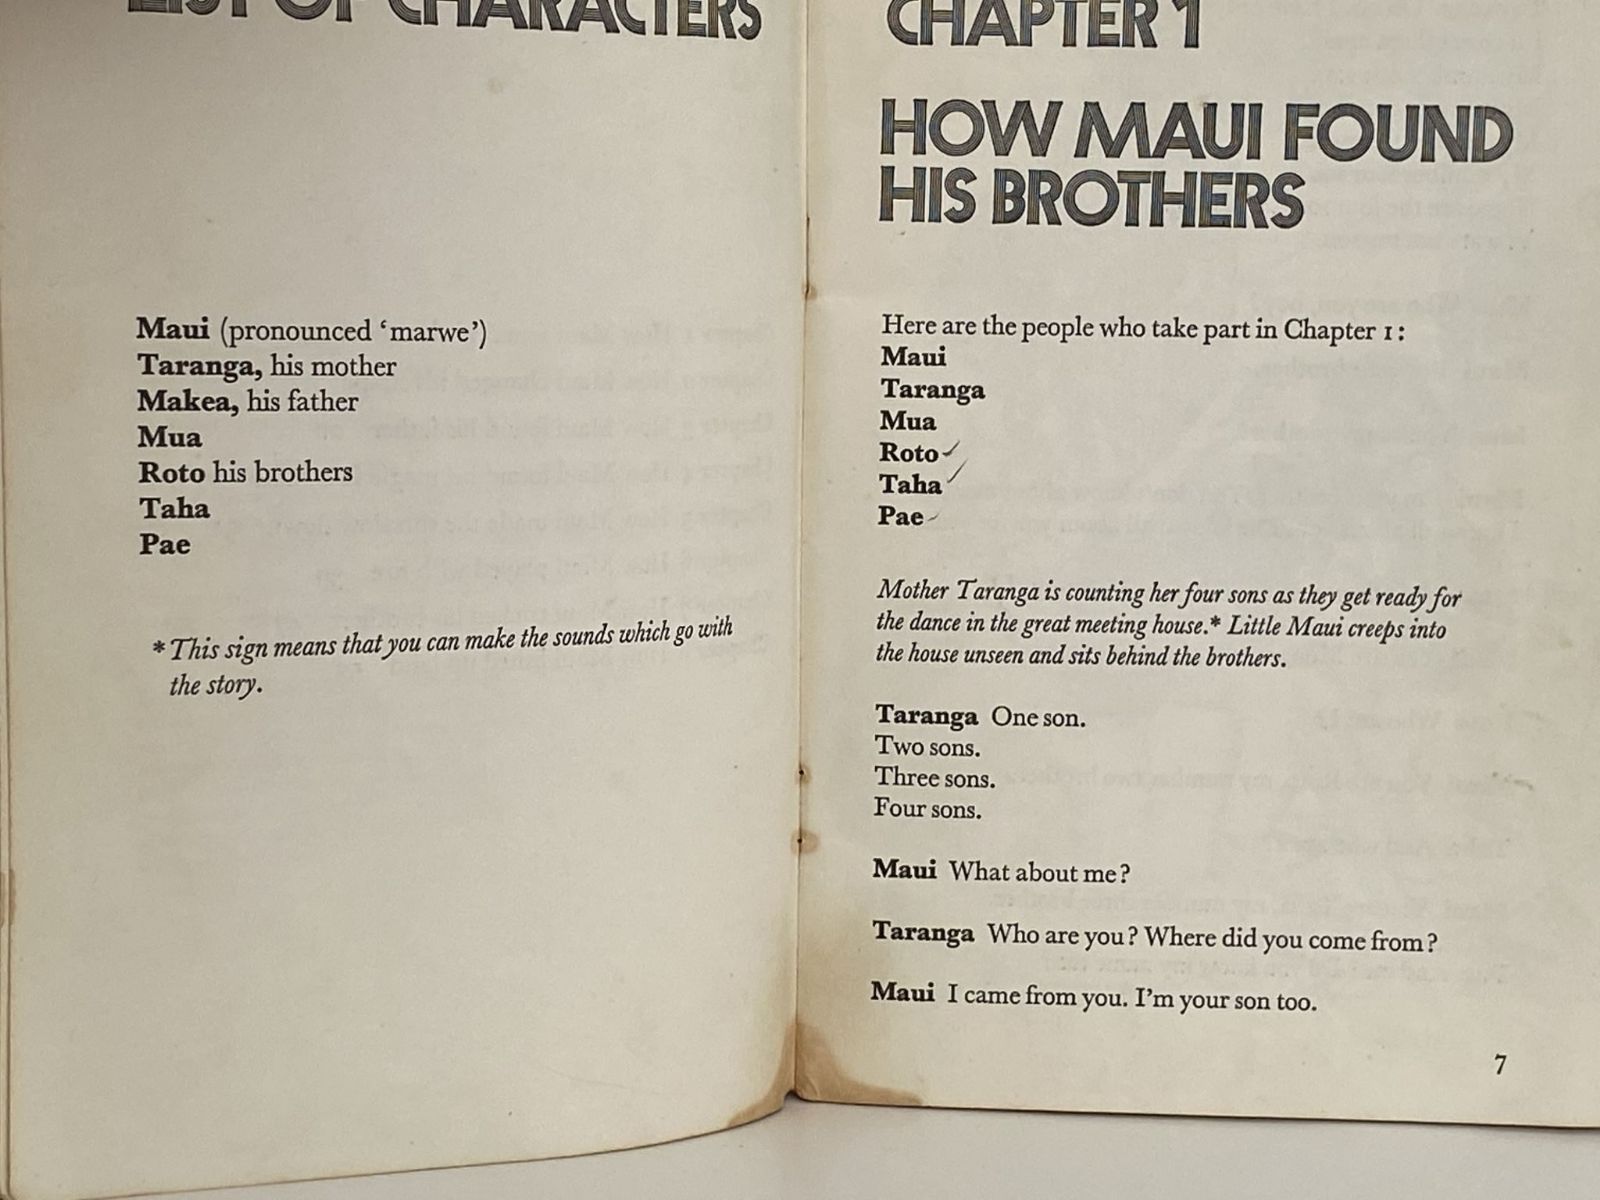 LIST OF CHARACTERS
Maui (pronounced ‘marwe’)
Taranga, his mother
Makea, his father
Mua
Roto his brothers
Taha
Pae
* This sign means that you can make the sounds which go with
the story.
CHAPTER 1
HOW MAUI FOUND
HIS BROTHERS
Here are the people who take part in Chapter 1:
Maui
Taranga
Mua
Roto
Taha
Pae
Mother Taranga is counting her four sons as they get ready for
the dance in the great meeting house.* Little Maui creeps into
the house unseen and sits behind the brothers.
Taranga One son.
Two sons.
Three sons.
Four sons.
Maui What about me?
Taranga Who are you? Where did you come from?
Maui I came from you. I’m your son too.
7